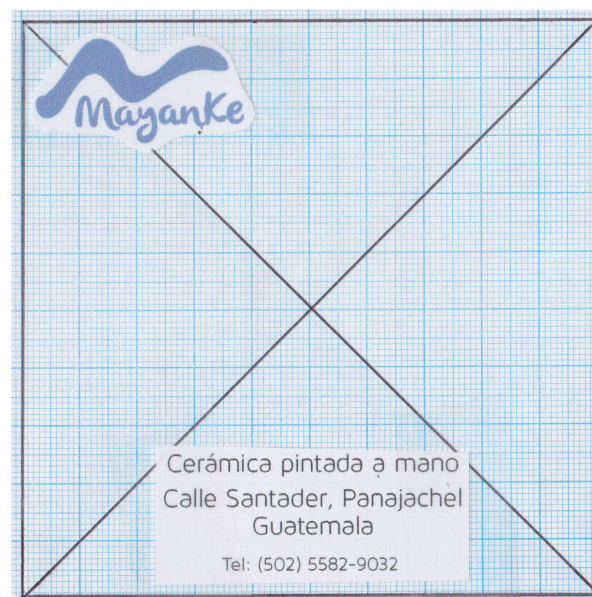 Mayanke
Cerámica pintada a mano
Calle Santader, Panajachel
Guatemala
Tel: (502) 5582-9032